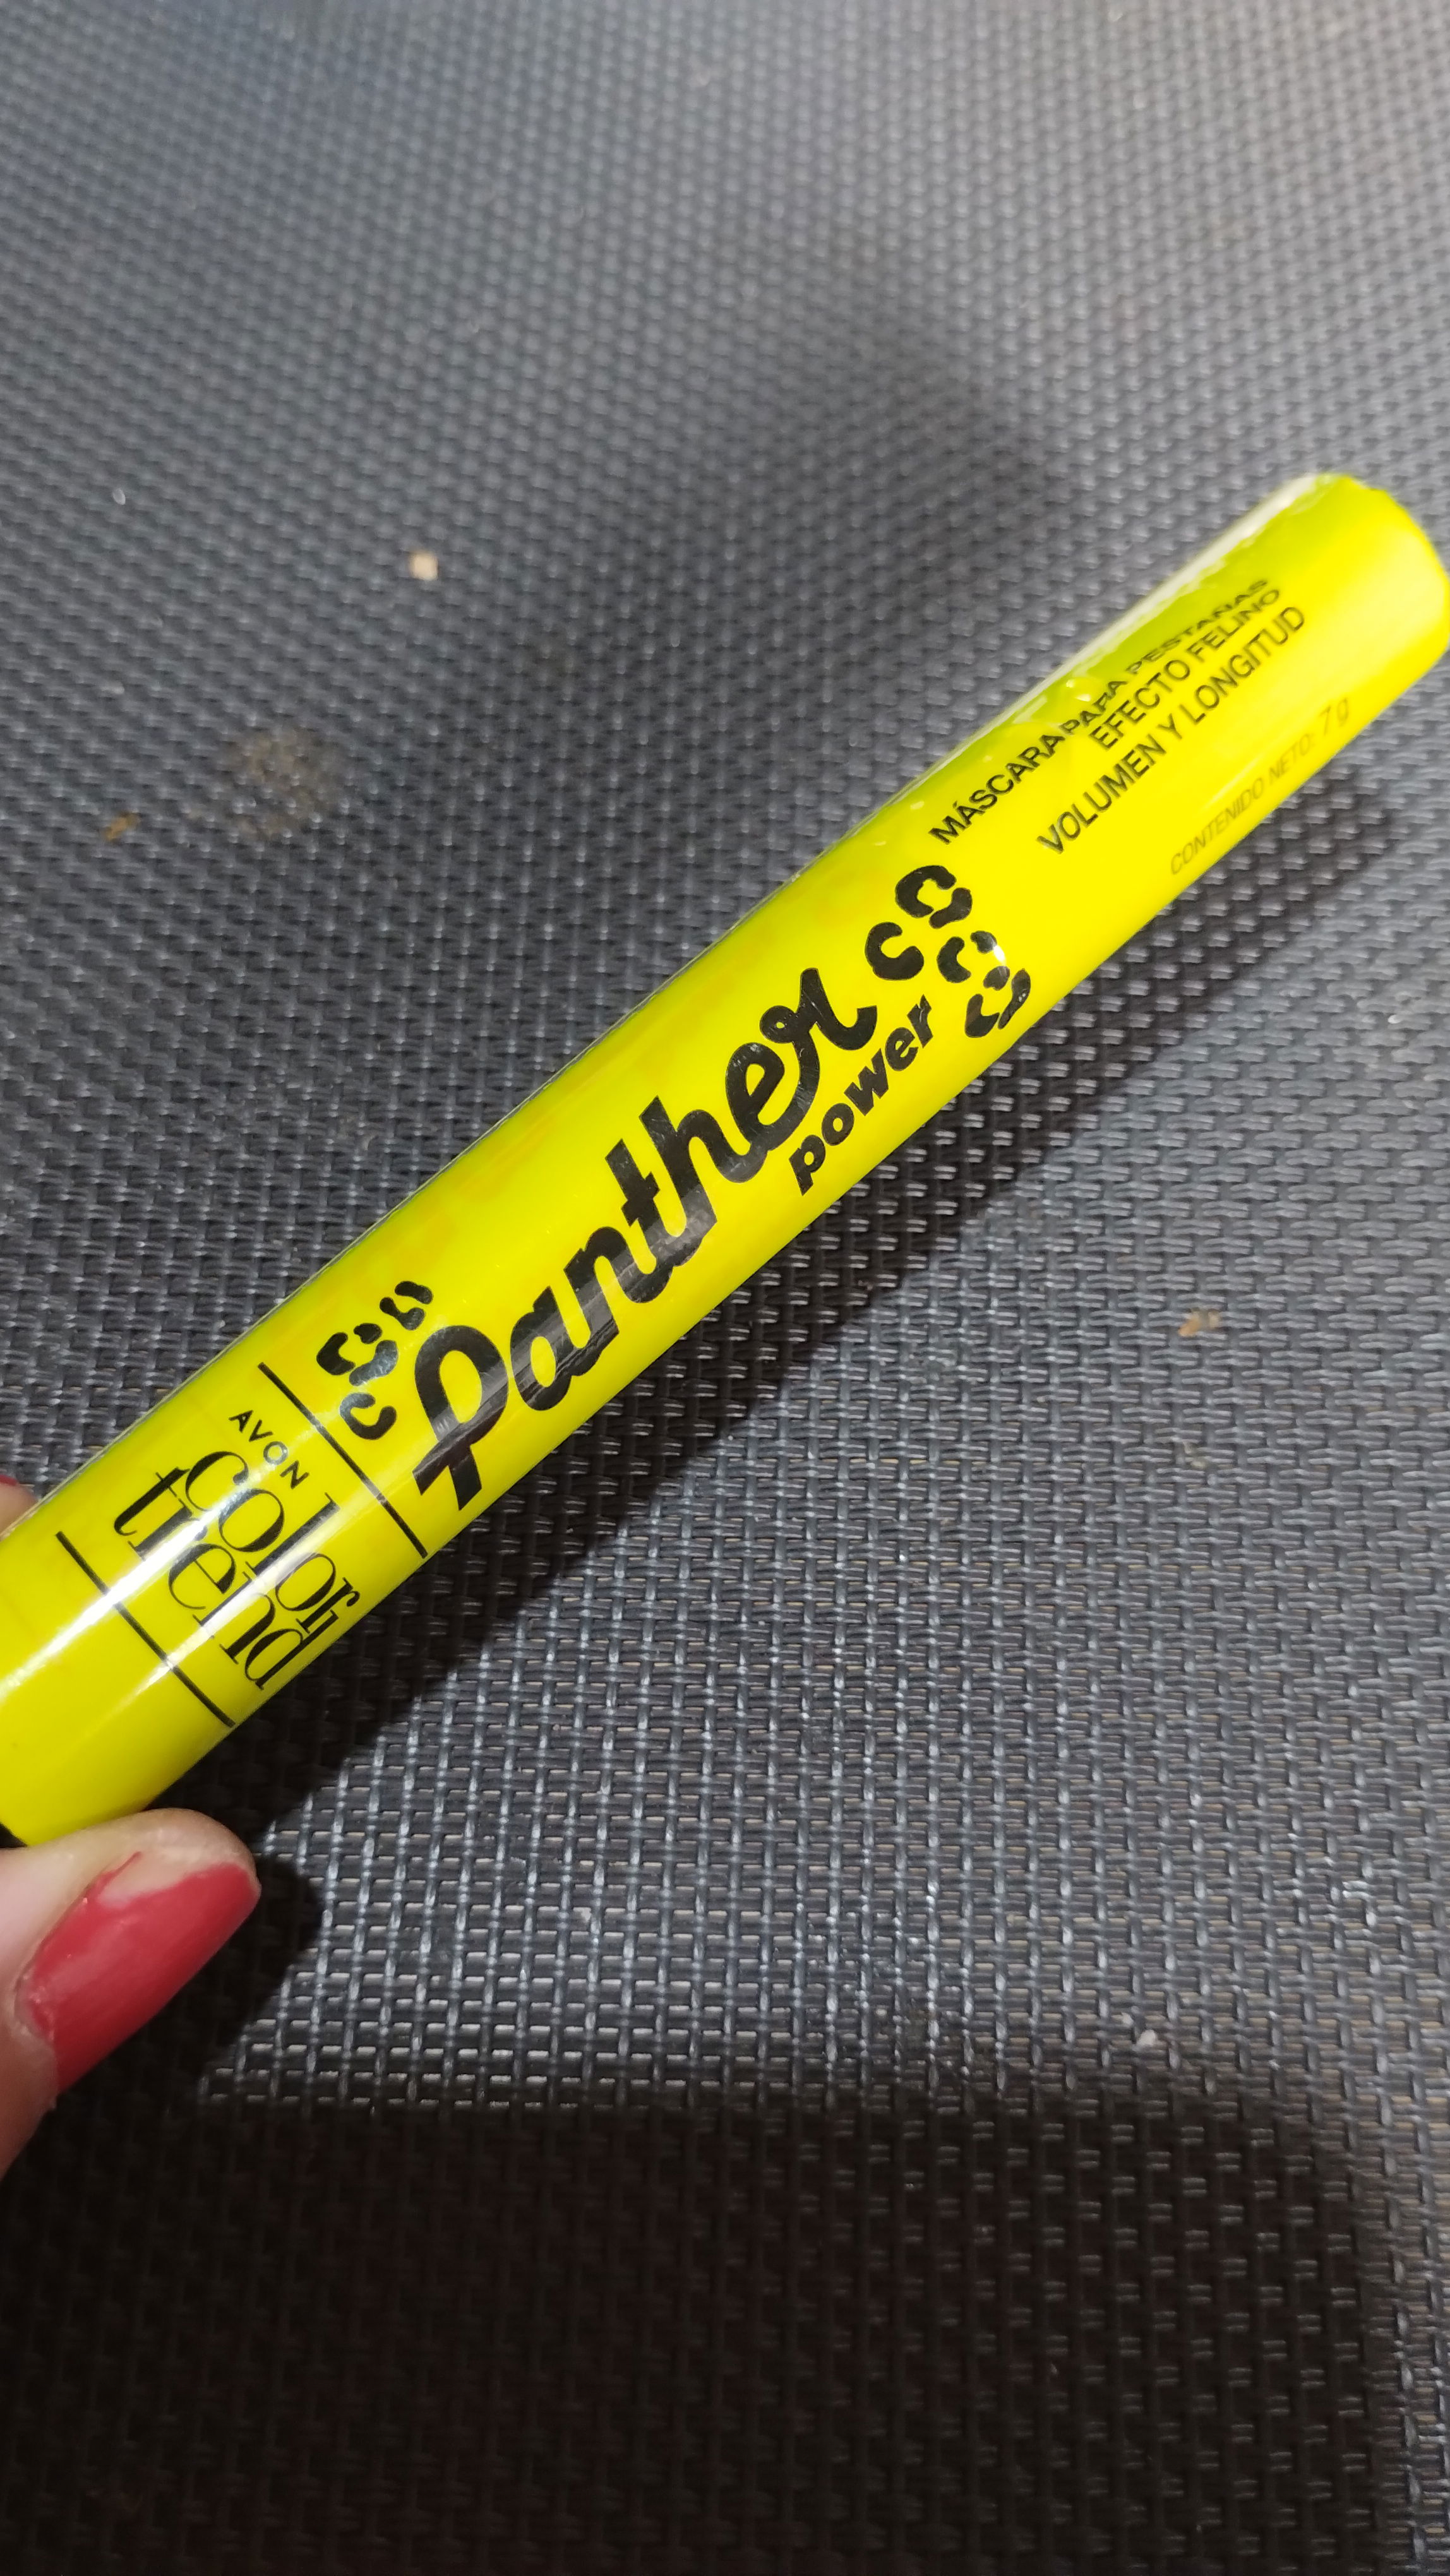 AVON
color
trend
Panther
power
MÁSCARA PARA PESTAÑAS
EFECTO FELINO
VOLUMEN Y LONGITUD
CONTENIDO NETO: 7 g